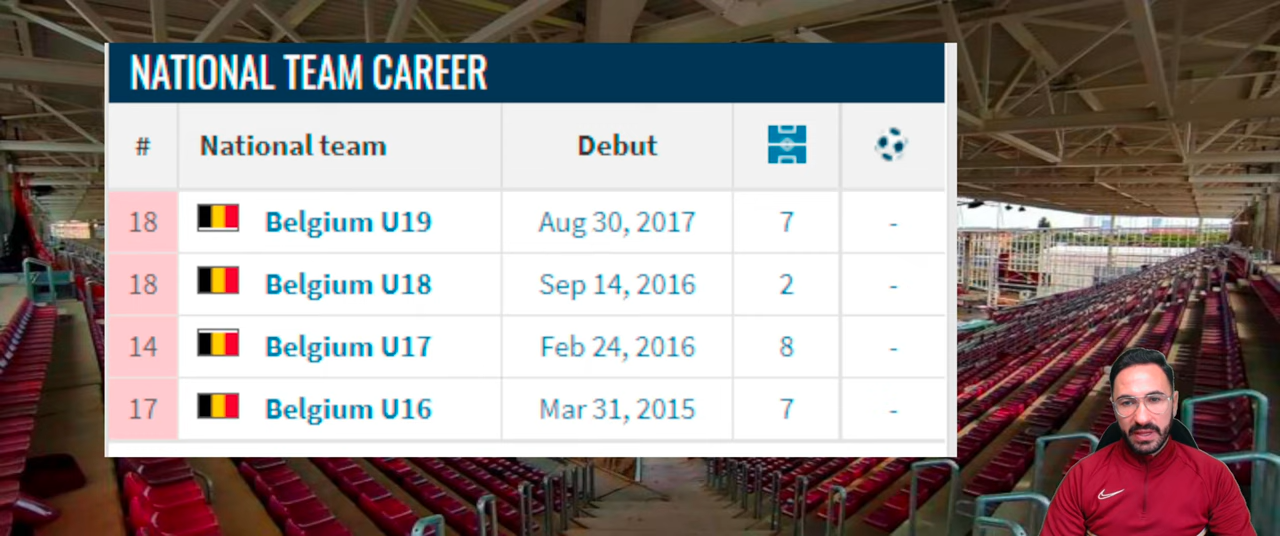 NATIONAL TEAM CAREER
# National team Debut
18 Belgium U19 Aug 30, 2017 7 -
18 Belgium U18 Sep 14, 2016 2 -
14 Belgium U17 Feb 24, 2016 8 -
17 Belgium U16 Mar 31, 2015 7 -